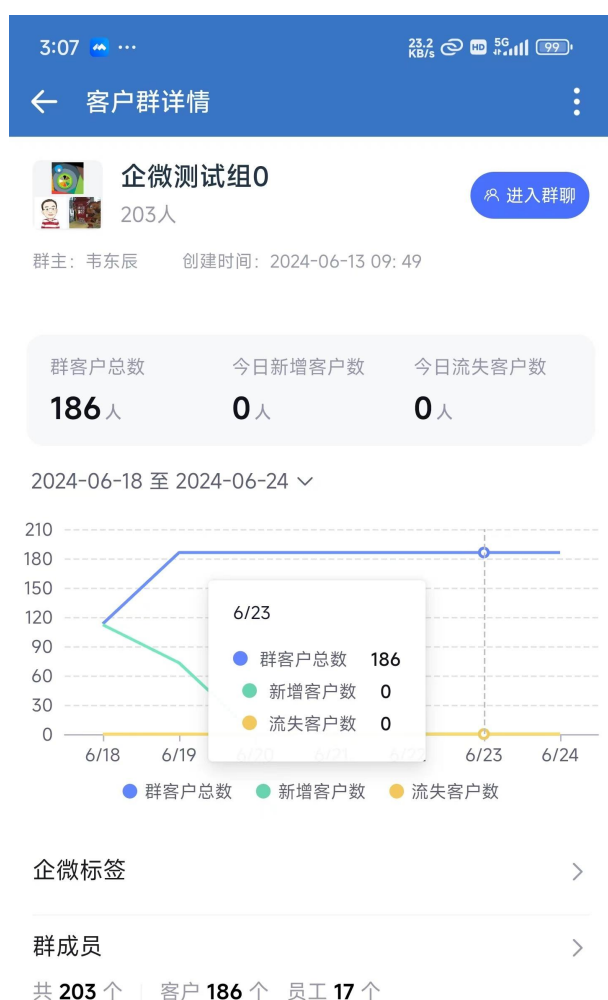 3:07 ···
23.2 KB/s HD 5G 99
客户群详情
企微测试组0
203人
进入群聊
群主：韦东辰 创建时间：2024-06-13 09:49
群客户总数 今日新增客户数 今日流失客户数
186人 0人 0人
2024-06-18 至 2024-06-24
210
180
150
120
90
60
30
0
6/23
群客户总数 186
新增客户数 0
流失客户数 0
6/18 6/19 6/20 6/21 6/22 6/23 6/24
群客户总数 新增客户数 流失客户数
企微标签
群成员
共 203 个 客户 186 个 员工 17 个